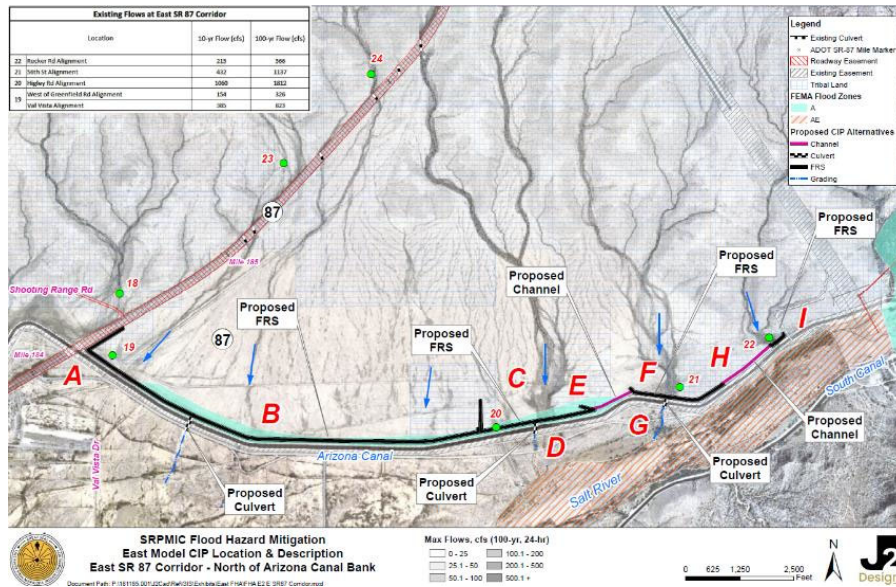 Existing Flows at East SR 87 Corridor
Location 10-yr Flow (cfs) 100-yr Flow (cfs)
22 Rocker Rd Alignment 215 566
21 56th St Alignment 432 1137
20 Higley Rd Alignment 1060 1812
19 West of Greenfield Rd Alignment 154 326
Val Vista Alignment 385 823
Legend
Existing Culvert
ADOT SR-87 Mile Marker
Roadway Easement
Existing Easement
Tribal Land
FEMA Flood Zones
A
AE
Proposed CIP Alternatives
Channel
Culvert
FRS
Grading
24
23
87
Mile 185
18
Shooting Range Rd
Mile 184
19
A
87
Proposed
FRS
B
Proposed
FRS
Proposed
Channel
C
20
D
E
F
G
Proposed
FRS
21
H
Proposed
FRS
22
I
Proposed
Channel
Proposed
Culvert
Proposed
Culvert
Proposed
Culvert
Val Vista Dr
Arizona Canal
Salt River
South Canal
SRPMIC Flood Hazard Mitigation
East Model CIP Location & Description
East SR 87 Corridor - North of Arizona Canal Bank
Max Flows, cfs (100-yr, 24-hr)
0 - 25
25.1 - 50
50.1 - 100
100.1 - 200
200.1 - 500
500.1 +
0 625 1,250 2,500
Feet
N
J2
Design